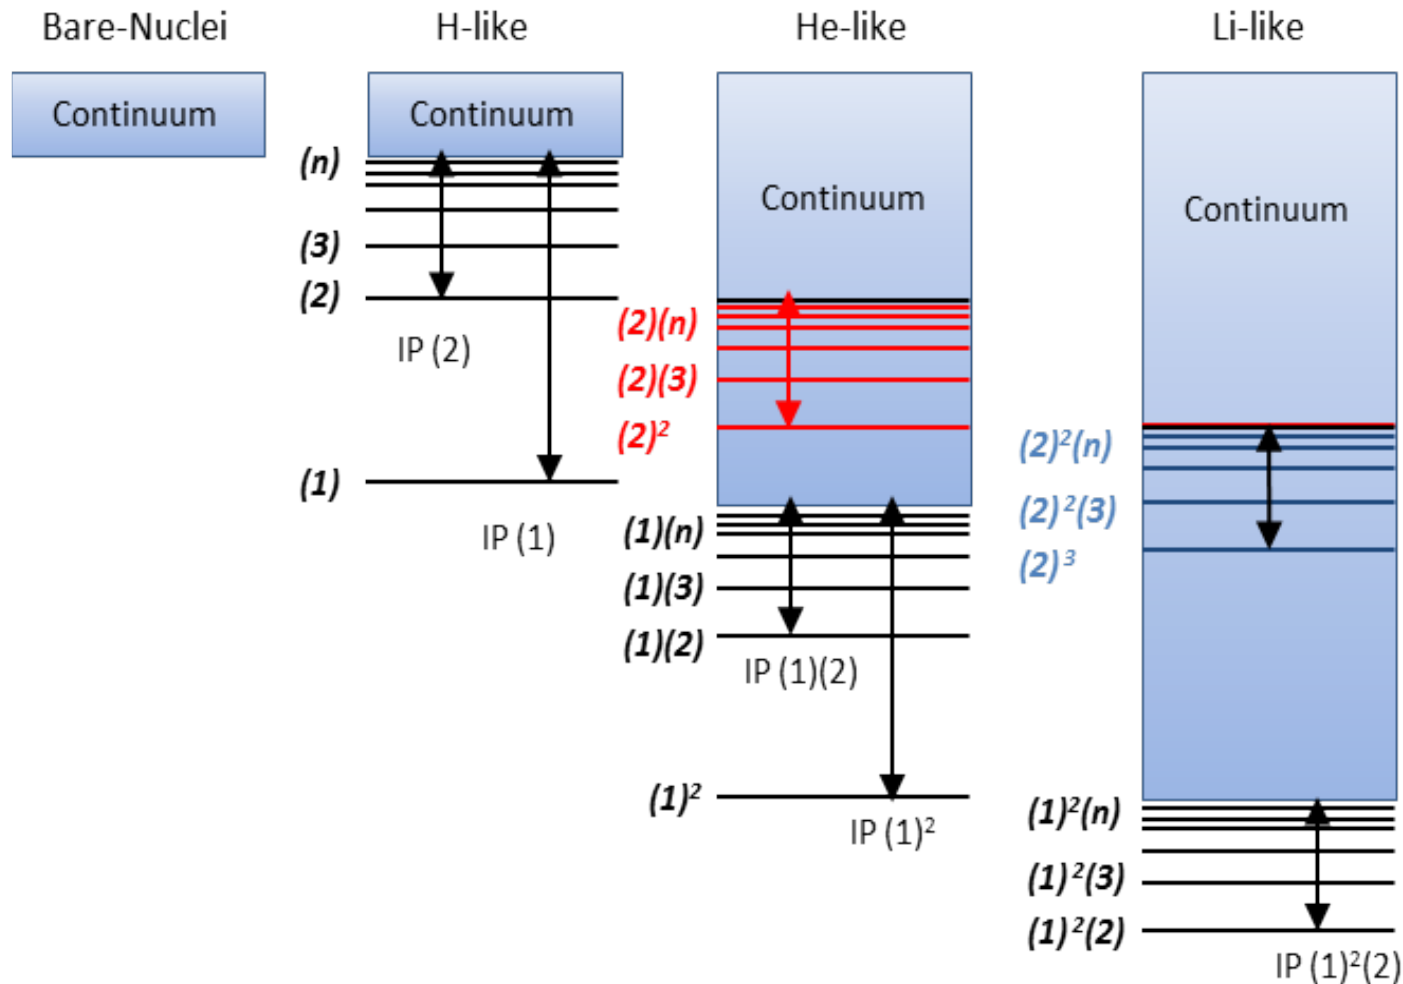 Bare-Nuclei
H-like
He-like
Li-like
Continuum
Continuum
Continuum
Continuum
(n)
(3)
(2)
IP (2)
(1)
IP (1)
(2)(n)
(2)(3)
(2)²
(1)(n)
(1)(3)
(1)(2)
IP (1)(2)
(1)²
IP (1)²
(2)²(n)
(2)²(3)
(2)³
(1)²(n)
(1)²(3)
(1)²(2)
IP (1)²(2)